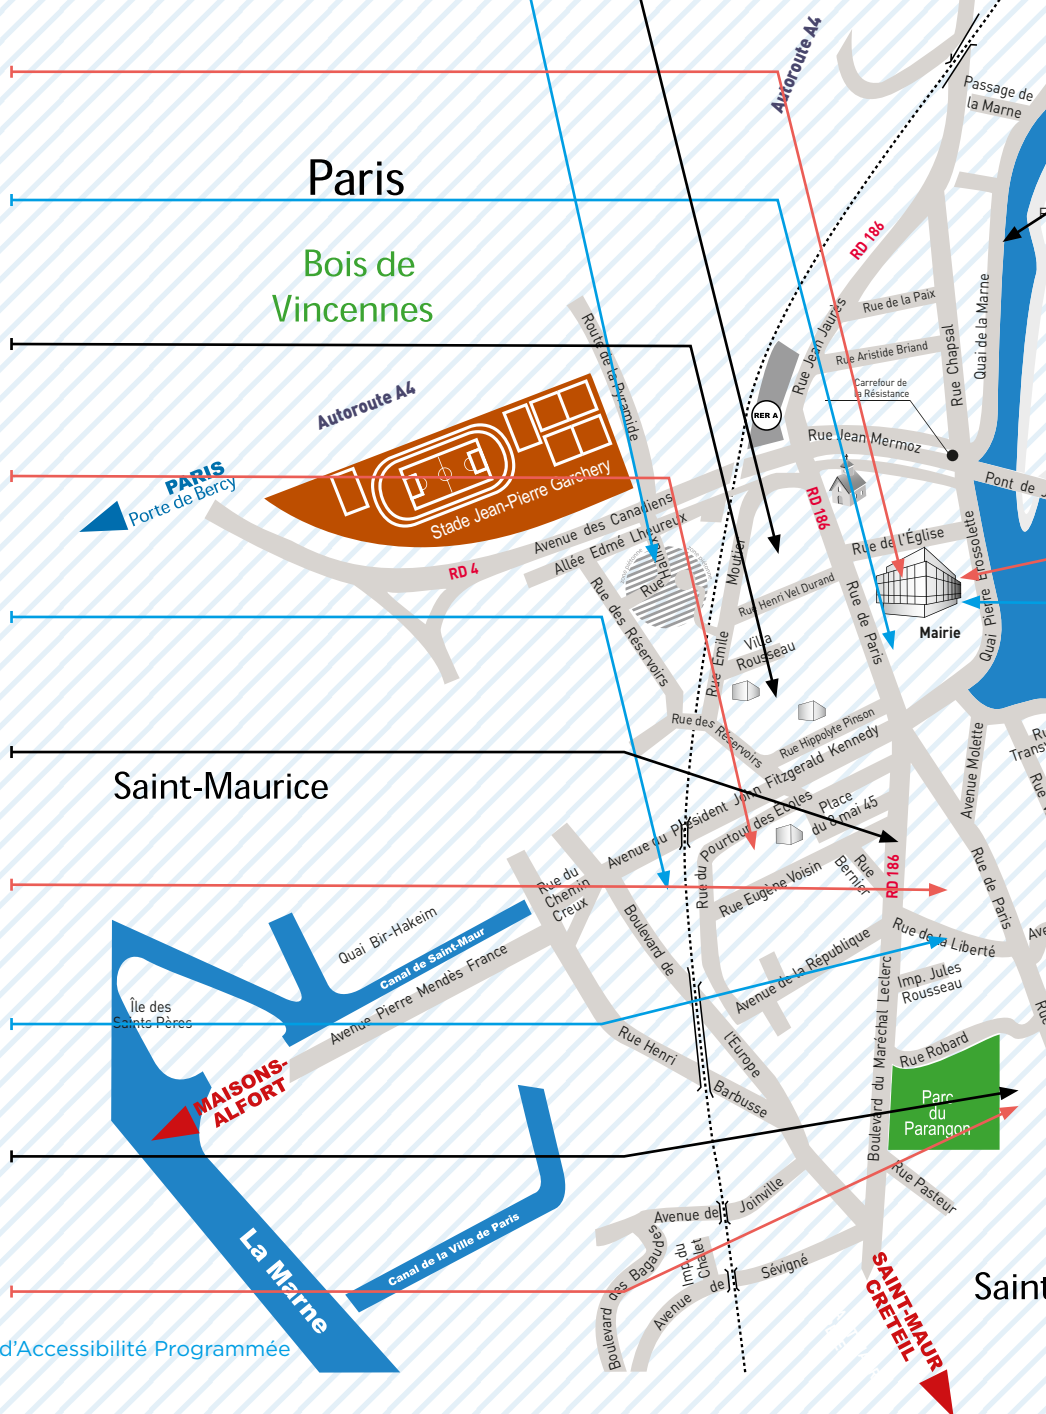 Autoroute A4
Passage de
la Marne
Paris
RD 186
Bois de
Vincennes
Rue de la Paix
Quai de la Marne
Rue Jean Jaurès
Rue Aristide Briand
Rue Chapsal
Route de la Pyramide
Carrefour de
la Résistance
Autoroute A4
RER A
Rue Jean Mermoz
PARIS
Porte de Bercy
Stade Jean-Pierre Garchery
Pont de
RD 186
Avenue des Canadiens
Allée Edmé Lheureux
RD 4
Rue de l'Église
Quai Pierre Brossolette
Rue
Moutier
Rue Henri Vel Durand
Rue des Réservoirs
Rue de Paris
Mairie
Rue Emile
Villa
Rousseau
Rue des Réservoirs
Rue Hippolyte Pinson
Avenue du Président John Fitzgerald Kennedy
Avenue Molette
Trans
Rue
Saint-Maurice
Rue du Pourtour des Écoles
Place
du 8 mai 45
Rue
Bernier
Rue Eugène Voisin
RD 186
Rue de Paris
Rue du
Chemin
Creux
Quai Bir-Hakeim
Canal de Saint-Maur
Avenue Pierre Mendès France
Boulevard de
l'Europe
Avenue de la République
Rue de la Liberté
Ave
Imp. Jules
Rousseau
Île des
Saints Pères
Rue
Rue Henri
Barbusse
Boulevard du Maréchal Leclerc
Rue Robard
Parc
du
Parangon
MAISONS-
ALFORT
Rue Pasteur
Avenue de
Joinville
Canal de la Ville de Paris
La Marne
Boulevard des Bagaudes
Imp. du
Chalet
Avenue de
Sévigné
SAINT-MAUR
CRETEIL
Saint
d'Accessibilité Programmée